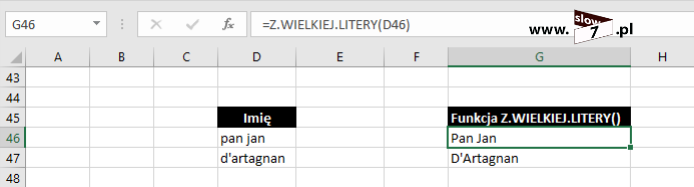 G46 fx =Z.WIELKIEJ.LITERY(D46)
www. slow 7 .pl
A B C D E F G H
43
44
45 Imię Funkcja Z.WIELKIEJ.LITERY()
46 pan jan Pan Jan
47 d'artagnan D'Artagnan
48